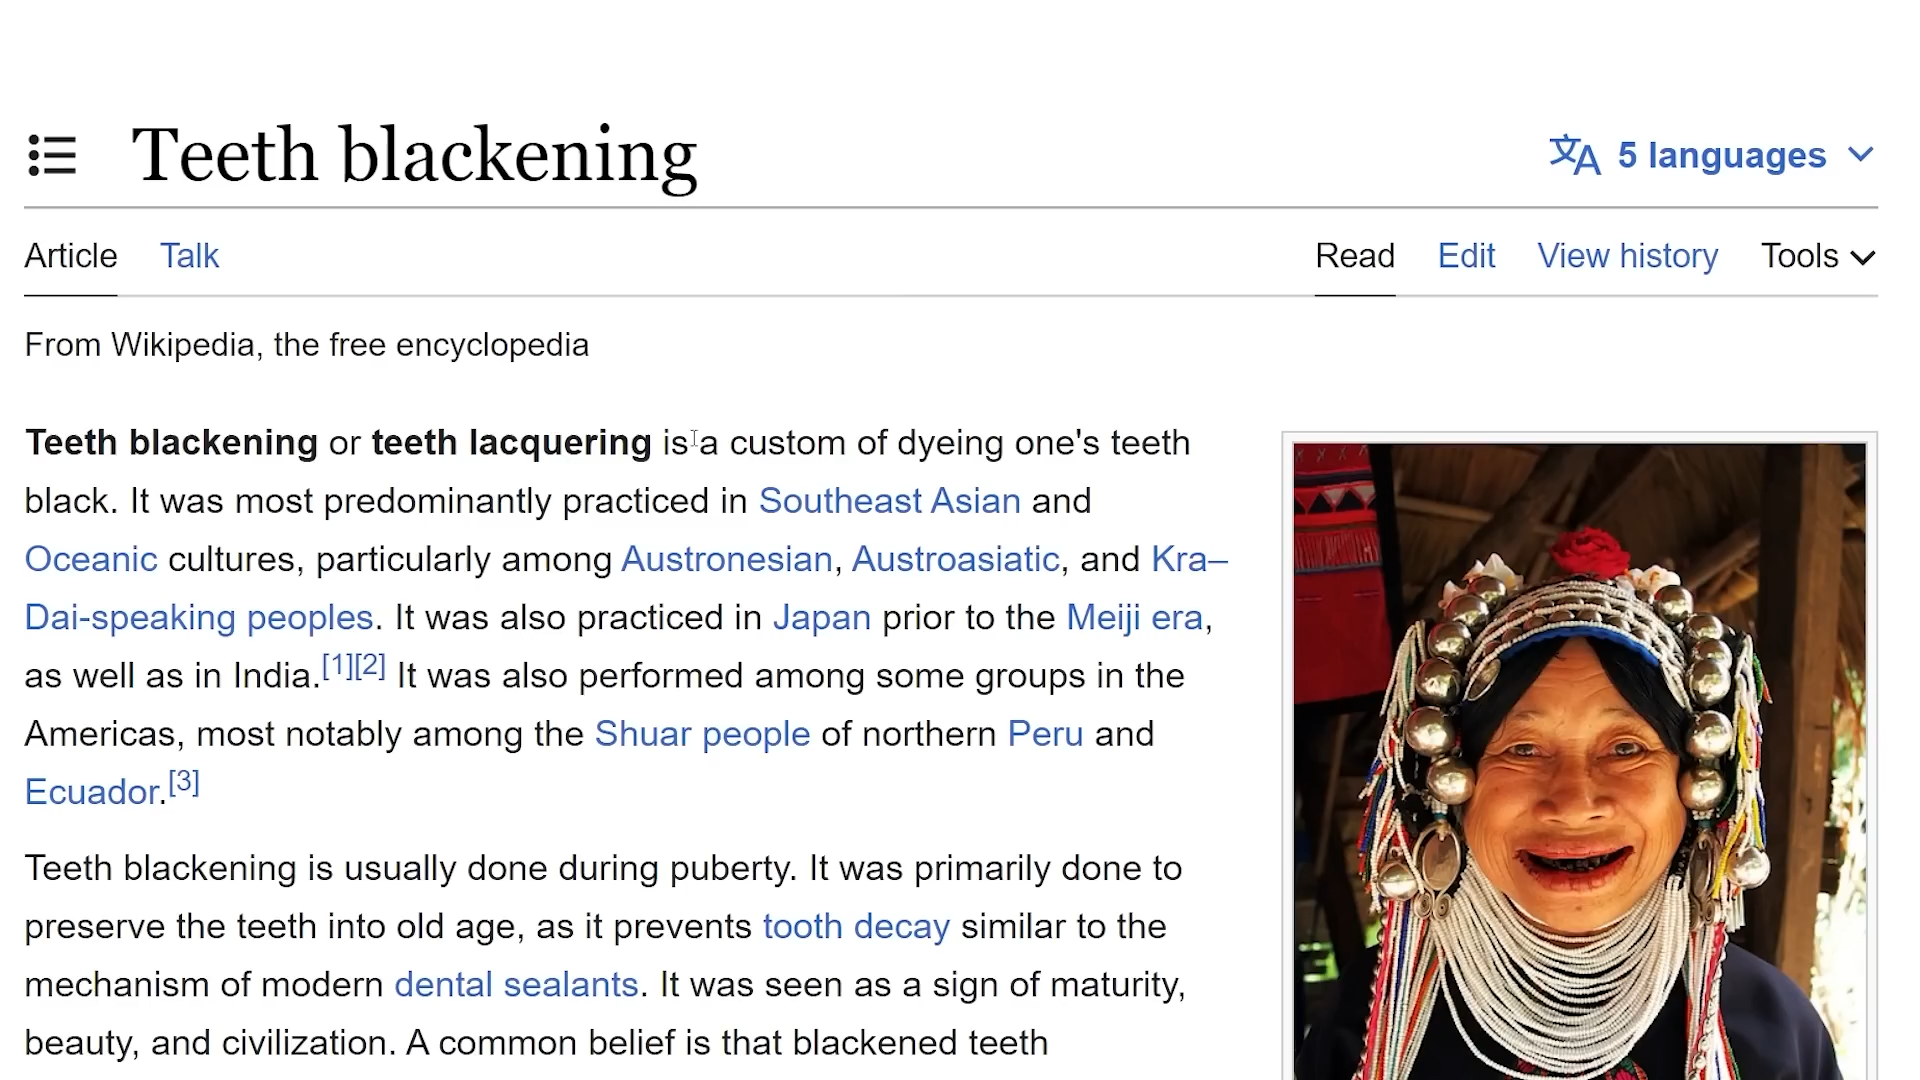 Teeth blackening
文A 5 languages
Article Talk Read Edit View history Tools
From Wikipedia, the free encyclopedia
Teeth blackening or teeth lacquering is a custom of dyeing one's teeth
black. It was most predominantly practiced in Southeast Asian and
Oceanic cultures, particularly among Austronesian, Austroasiatic, and Kra–
Dai-speaking peoples. It was also practiced in Japan prior to the Meiji era,
as well as in India.[1][2] It was also performed among some groups in the
Americas, most notably among the Shuar people of northern Peru and
Ecuador.[3]
Teeth blackening is usually done during puberty. It was primarily done to
preserve the teeth into old age, as it prevents tooth decay similar to the
mechanism of modern dental sealants. It was seen as a sign of maturity,
beauty, and civilization. A common belief is that blackened teeth